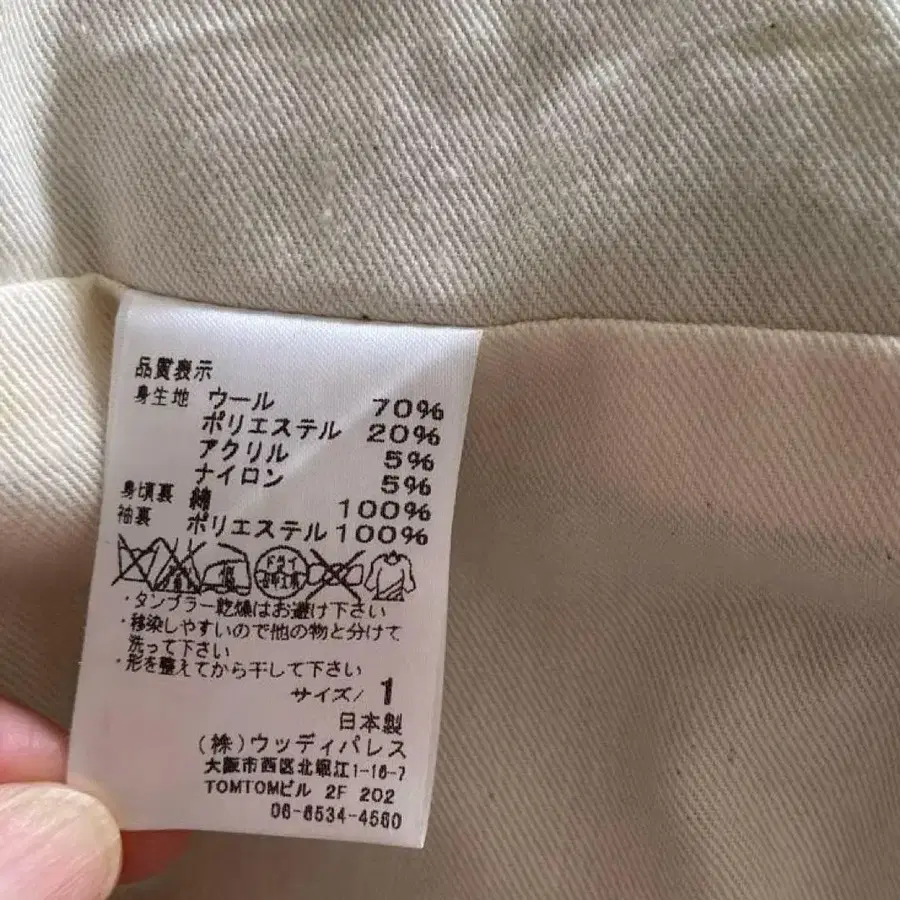 品質表示
身生地 ウール 70%
ポリエステル 20%
アクリル 5%
ナイロン 5%
身頃裏 綿 100%
袖裏 ポリエステル 100%
ドライ
・タンブラー乾燥はお避け下さい
・移染しやすいので他の物と分けて
洗って下さい
・形を整えてから干して下さい
サイズ/ 1
日本製
(株)ウッディパレス
大阪市西区北堀江1-16-7
TOMTOMビル 2F 202
06-6534-4560